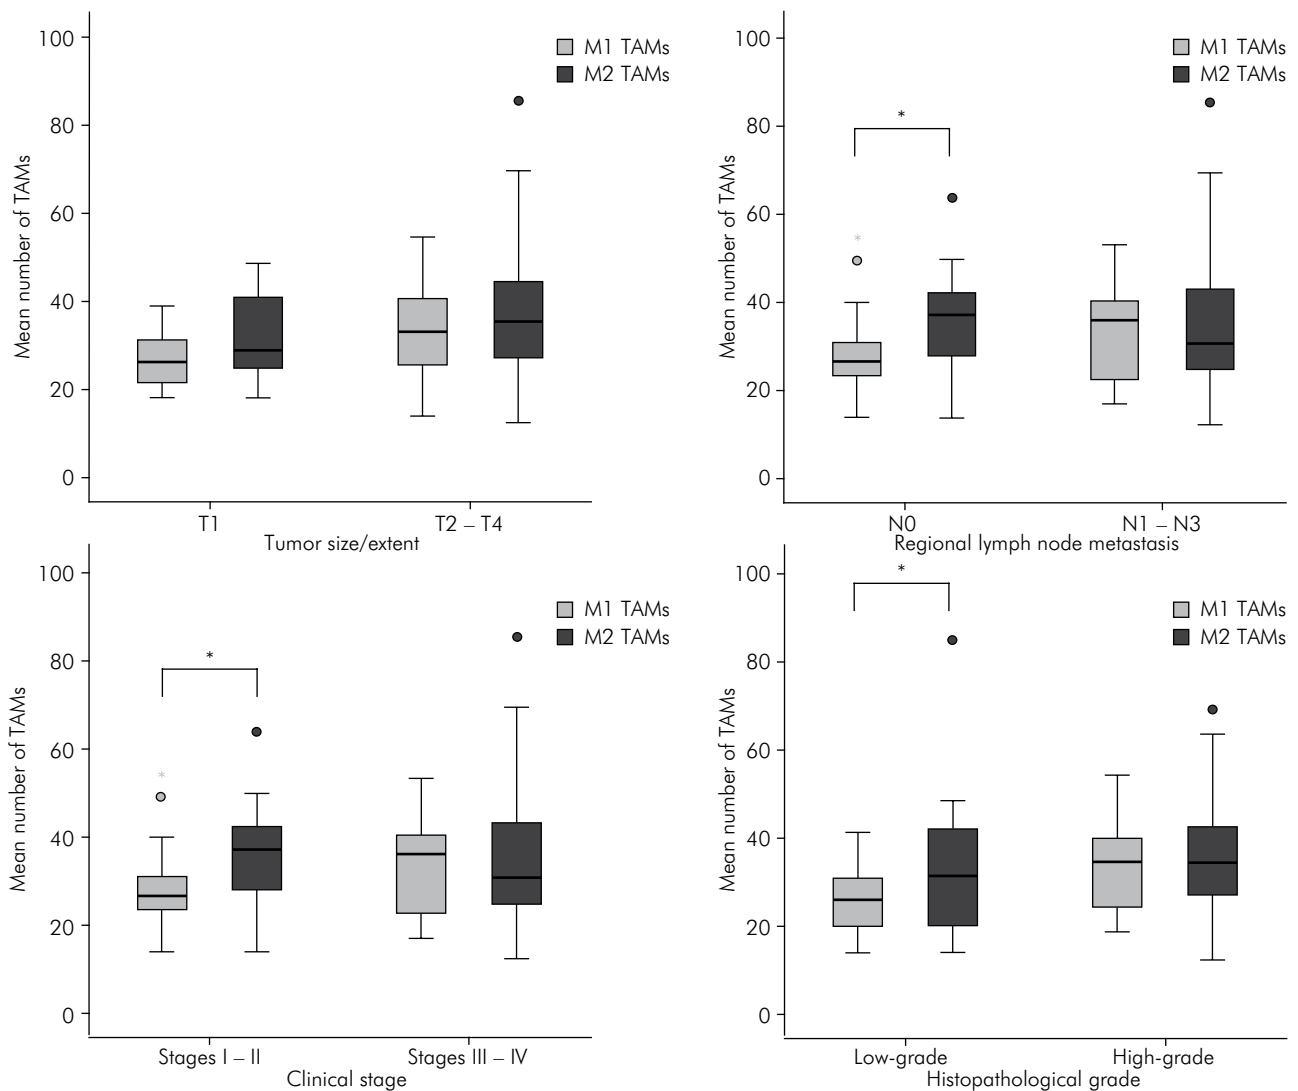 100
80
60
40
20
0
Mean number of TAMs
M1 TAMs
M2 TAMs
T1
T2 – T4
Tumor size/extent
100
80
60
40
20
0
Mean number of TAMs
M1 TAMs
M2 TAMs
*
*
N0
N1 – N3
Regional lymph node metastasis
100
80
60
40
20
0
Mean number of TAMs
M1 TAMs
M2 TAMs
*
*
Stages I – II
Stages III – IV
Clinical stage
100
80
60
40
20
0
Mean number of TAMs
M1 TAMs
M2 TAMs
*
Low-grade
High-grade
Histopathological grade